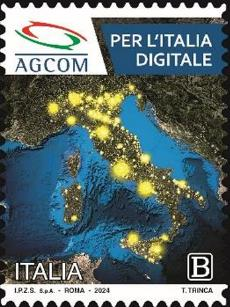 AGCOM
PER L'ITALIA
DIGITALE
ITALIA
B
I.P.Z.S. S.p.A. - ROMA - 2024
T. TRINCA